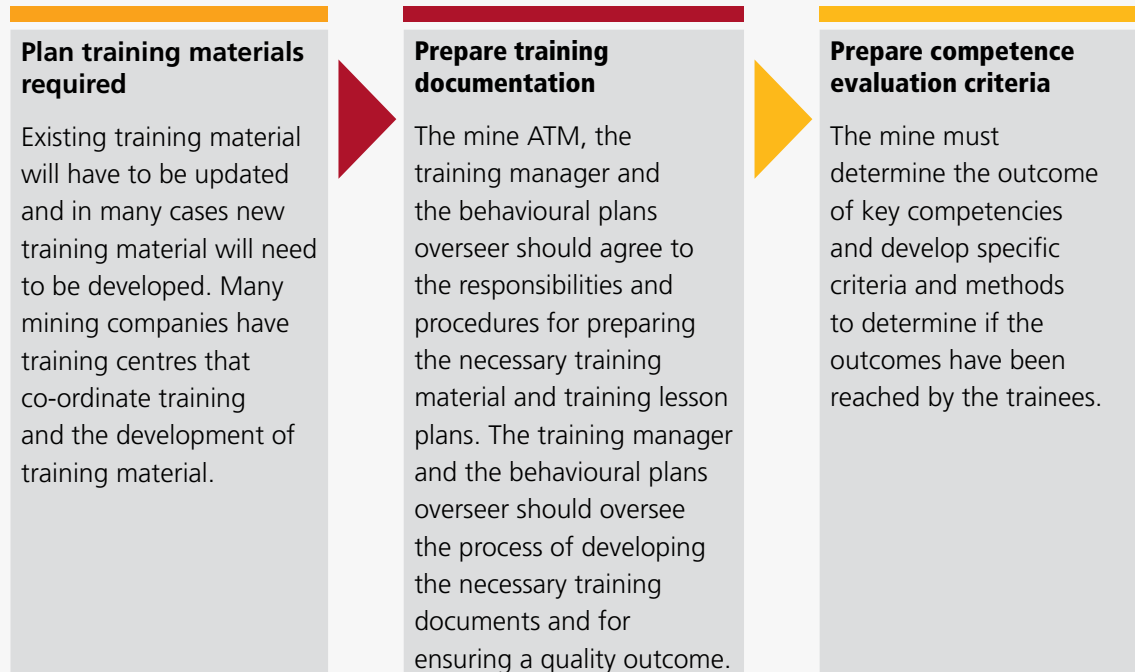 Plan training materials
required
Existing training material
will have to be updated
and in many cases new
training material will need
to be developed. Many
mining companies have
training centres that
co-ordinate training
and the development of
training material.
Prepare training
documentation
The mine ATM, the
training manager and
the behavioural plans
overseer should agree to
the responsibilities and
procedures for preparing
the necessary training
material and training lesson
plans. The training manager
and the behavioural plans
overseer should oversee
the process of developing
the necessary training
documents and for
ensuring a quality outcome.
Prepare competence
evaluation criteria
The mine must
determine the outcome
of key competencies
and develop specific
criteria and methods
to determine if the
outcomes have been
reached by the trainees.